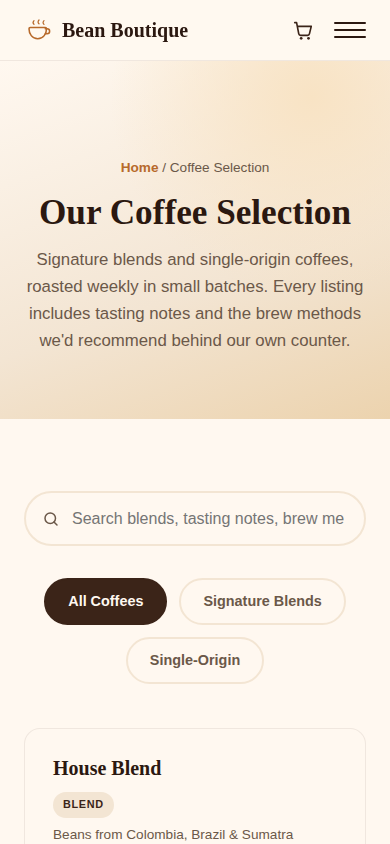 Bean Boutique
Home / Coffee Selection
Our Coffee Selection
Signature blends and single-origin coffees,
roasted weekly in small batches. Every listing
includes tasting notes and the brew methods
we'd recommend behind our own counter.
Search blends, tasting notes, brew me
All Coffees
Signature Blends
Single-Origin
House Blend
BLEND
Beans from Colombia, Brazil & Sumatra